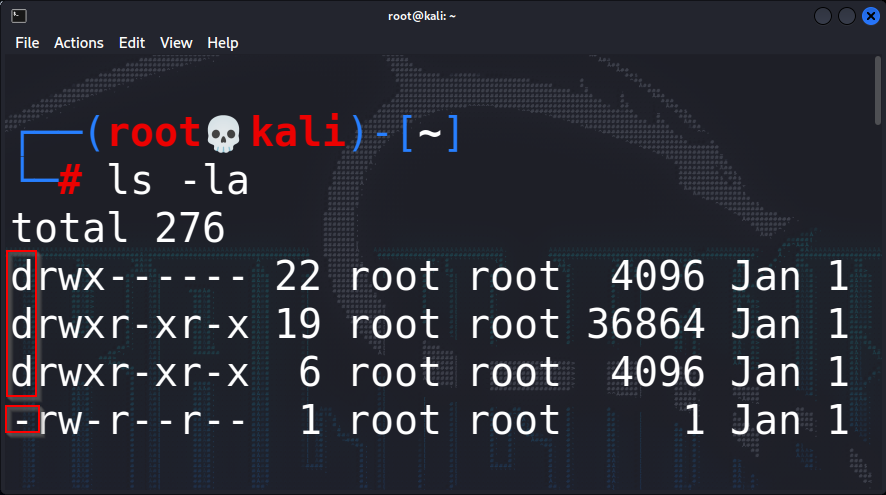 root@kali: ~
File Actions Edit View Help
┌──(root💀kali)-[~]
└─# ls -la
total 276
drwx------ 22 root root  4096 Jan 1
drwxr-xr-x 19 root root 36864 Jan 1
drwxr-xr-x  6 root root  4096 Jan 1
-rw-r--r--  1 root root     1 Jan 1